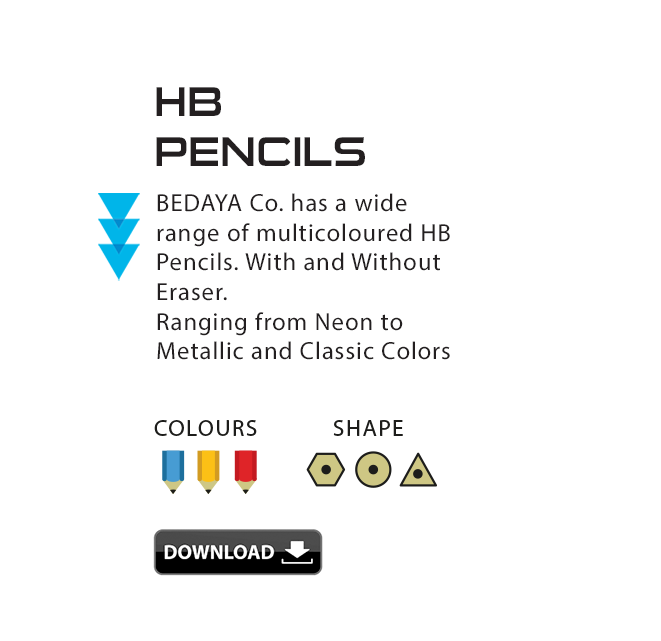 HB
PENCILS
BEDAYA Co. has a wide
range of multicoloured HB
Pencils. With and Without
Eraser.
Ranging from Neon to
Metallic and Classic Colors
COLOURS SHAPE
DOWNLOAD